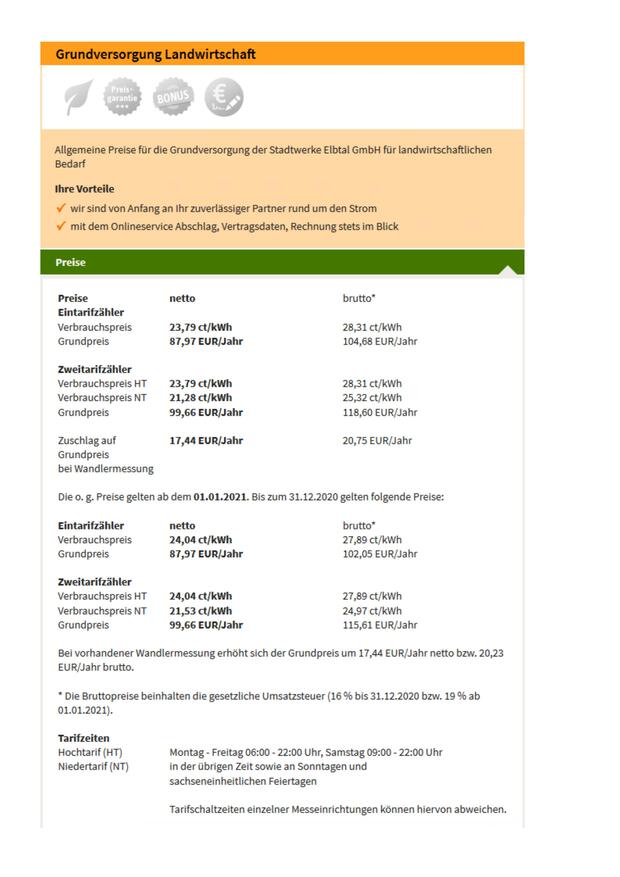 Grundversorgung Landwirtschaft
Preis-
garantie
BONUS
€
Allgemeine Preise für die Grundversorgung der Stadtwerke Elbtal GmbH für landwirtschaftlichen
Bedarf
Ihre Vorteile
✓ wir sind von Anfang an Ihr zuverlässiger Partner rund um den Strom
✓ mit dem Onlineservice Abschlag, Vertragsdaten, Rechnung stets im Blick
Preise
Preise netto brutto*
Eintarifzähler
Verbrauchspreis 23,79 ct/kWh 28,31 ct/kWh
Grundpreis 87,97 EUR/Jahr 104,68 EUR/Jahr
Zweitarifzähler
Verbrauchspreis HT 23,79 ct/kWh 28,31 ct/kWh
Verbrauchspreis NT 21,28 ct/kWh 25,32 ct/kWh
Grundpreis 99,66 EUR/Jahr 118,60 EUR/Jahr
Zuschlag auf 17,44 EUR/Jahr 20,75 EUR/Jahr
Grundpreis
bei Wandlermessung
Die o. g. Preise gelten ab dem 01.01.2021. Bis zum 31.12.2020 gelten folgende Preise:
Eintarifzähler netto brutto*
Verbrauchspreis 24,04 ct/kWh 27,89 ct/kWh
Grundpreis 87,97 EUR/Jahr 102,05 EUR/Jahr
Zweitarifzähler
Verbrauchspreis HT 24,04 ct/kWh 27,89 ct/kWh
Verbrauchspreis NT 21,53 ct/kWh 24,97 ct/kWh
Grundpreis 99,66 EUR/Jahr 115,61 EUR/Jahr
Bei vorhandener Wandlermessung erhöht sich der Grundpreis um 17,44 EUR/Jahr netto bzw. 20,23
EUR/Jahr brutto.
* Die Bruttopreise beinhalten die gesetzliche Umsatzsteuer (16 % bis 31.12.2020 bzw. 19 % ab
01.01.2021).
Tarifzeiten
Hochtarif (HT) Montag - Freitag 06:00 - 22:00 Uhr, Samstag 09:00 - 22:00 Uhr
Niedertarif (NT) in der übrigen Zeit sowie an Sonntagen und
sachseneinheitlichen Feiertagen
Tarifschaltzeiten einzelner Messeinrichtungen können hiervon abweichen.